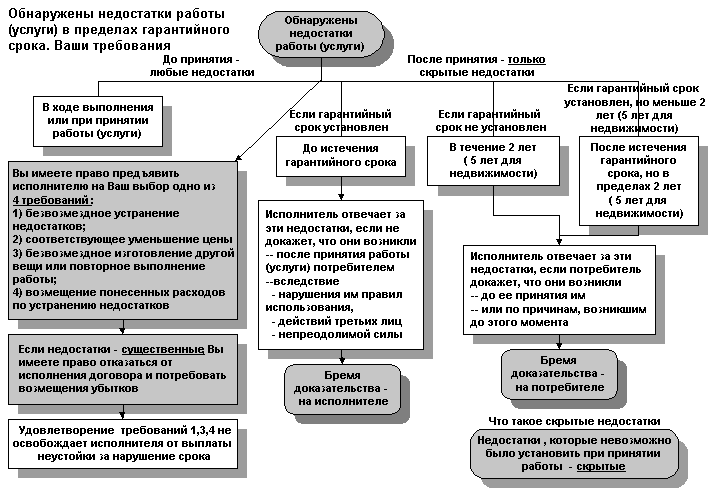 Обнаружены недостатки работы
(услуги) в пределах гарантийного
срока. Ваши требования
Обнаружены
недостатки
работы (услуги)
До принятия -
любые недостатки
После принятия - только
скрытые недостатки
В ходе выполнения
или при принятии
работы (услуги)
Если гарантийный
срок установлен
Если гарантийный
срок не установлен
Если гарантийный срок
установлен, но меньше 2
лет (5 лет для
недвижимости)
До истечения
гарантийного срока
В течение 2 лет
( 5 лет для
недвижимости)
После истечения
гарантийного
срока, но в
пределах 2 лет
( 5 лет для
недвижимости)
Вы имеете право предъявить
исполнителю на Ваш выбор одно из
4 требований :
1) безвозмездное устранение
недостатков;
2) соответствующее уменьшение цены
3) безвозмездное изготовление другой
вещи или повторное выполнение
работы;
4) возмещение понесенных расходов
по устранению недостатков
Исполнитель отвечает за
эти недостатки, если не
докажет, что они возникли
-- после принятия работы
(услуги) потребителем
--вследствие
- нарушения им правил
использования,
- действий третьих лиц
- непреодолимой силы
Исполнитель отвечает за эти
недостатки, если потребитель
докажет, что они возникли
-- до ее принятия им
-- или по причинам, возникшим
до этого момента
Если недостатки - существенные Вы
имеете право отказаться от
исполнения договора и потребовать
возмещения убытков
Бремя
доказательства -
на исполнителе
Бремя
доказательства -
на потребителе
Удовлетворение требований 1,3,4 не
освобождает исполнителя от выплаты
неустойки за нарушение срока
Что такое скрытые недостатки
Недостатки , которые невозможно
было установить при принятии
работы - скрытые